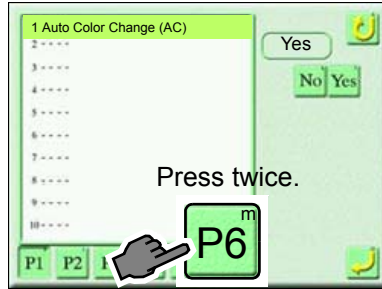 1 Auto Color Change (AC)
Yes
2 - - - -
3 - - - -
No Yes
4 - - - -
5 - - - -
6 - - - -
7 - - - -
8 - - - -
Press twice.
9 - - - -
10 - - - -
m
P6
P1 P2